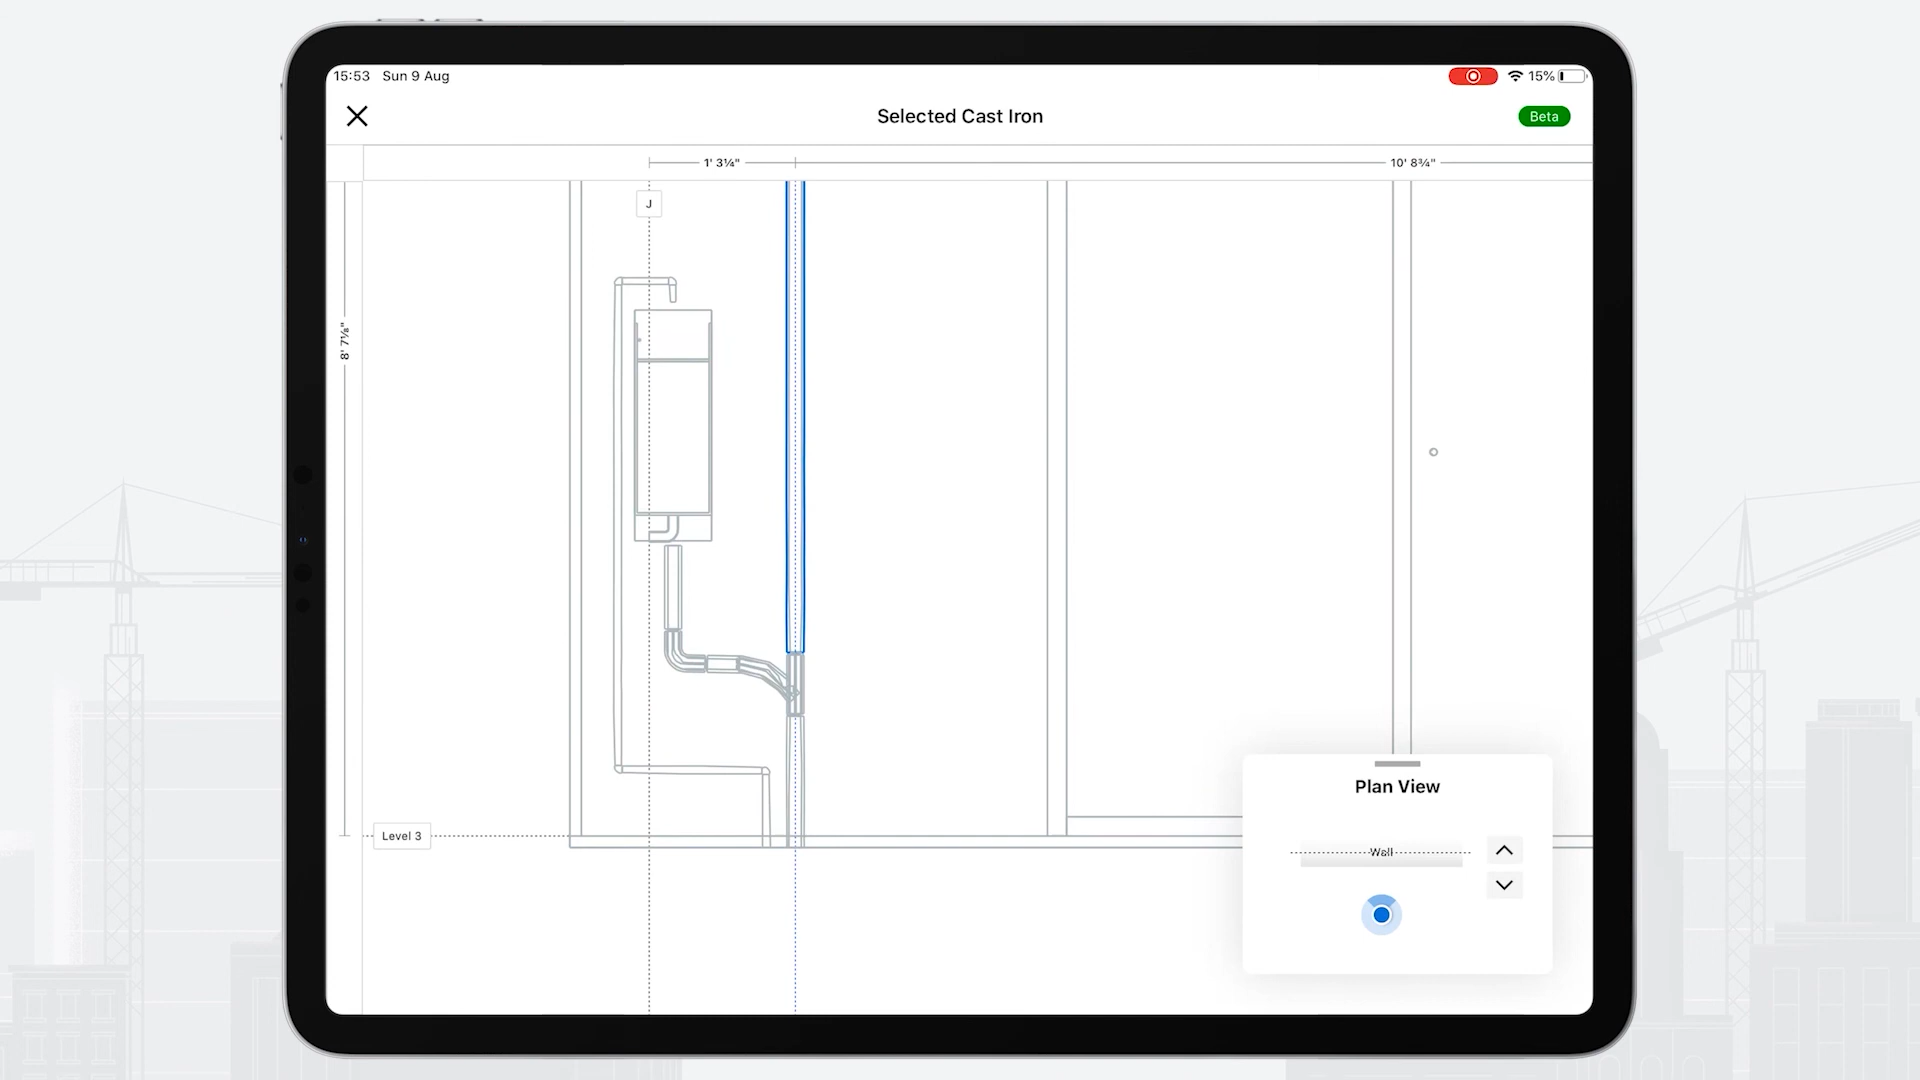 15:53 Sun 9 Aug
15%
Selected Cast Iron
Beta
1' 3¼"
10' 8¾"
J
8' 7⅛"
Level 3
Plan View
Wall